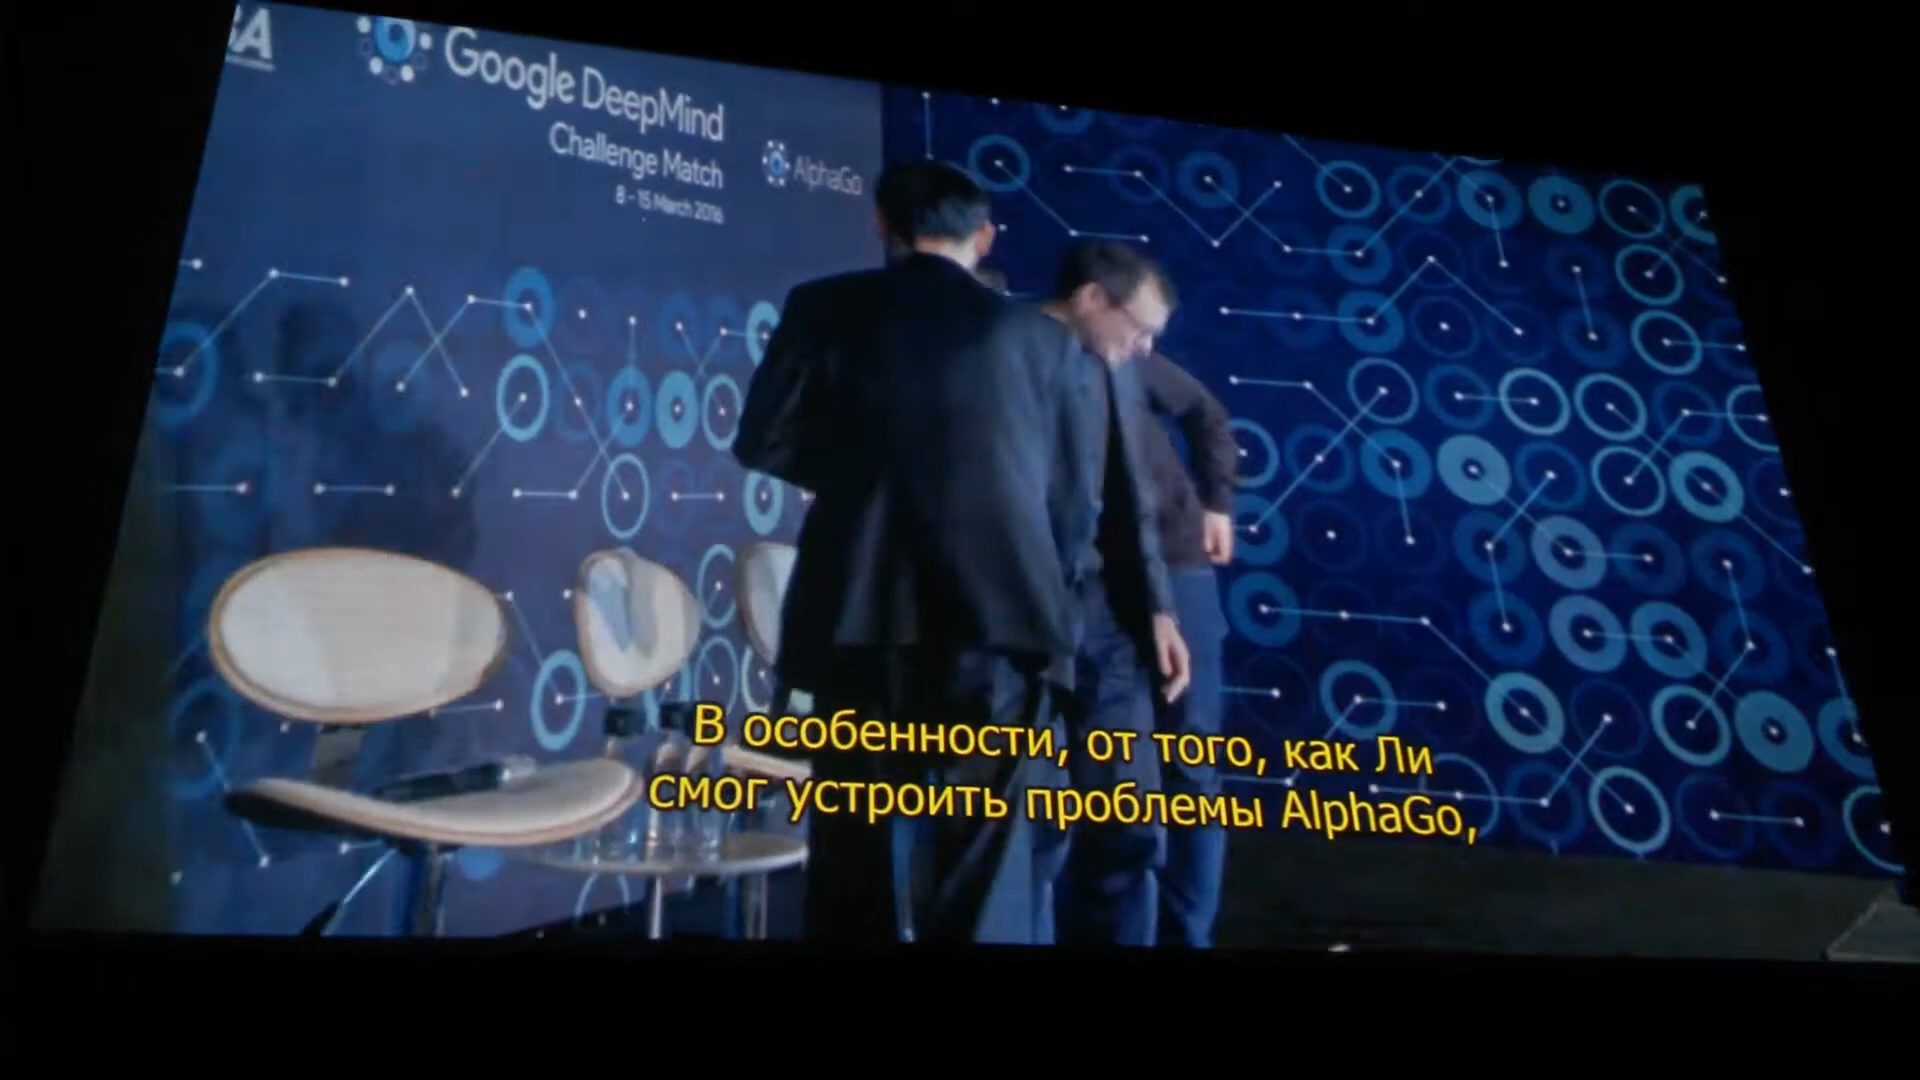 Google DeepMind
Challenge Match
8 - 15 March 2016
AlphaGo
В особенности, от того, как Ли
смог устроить проблемы AlphaGo,